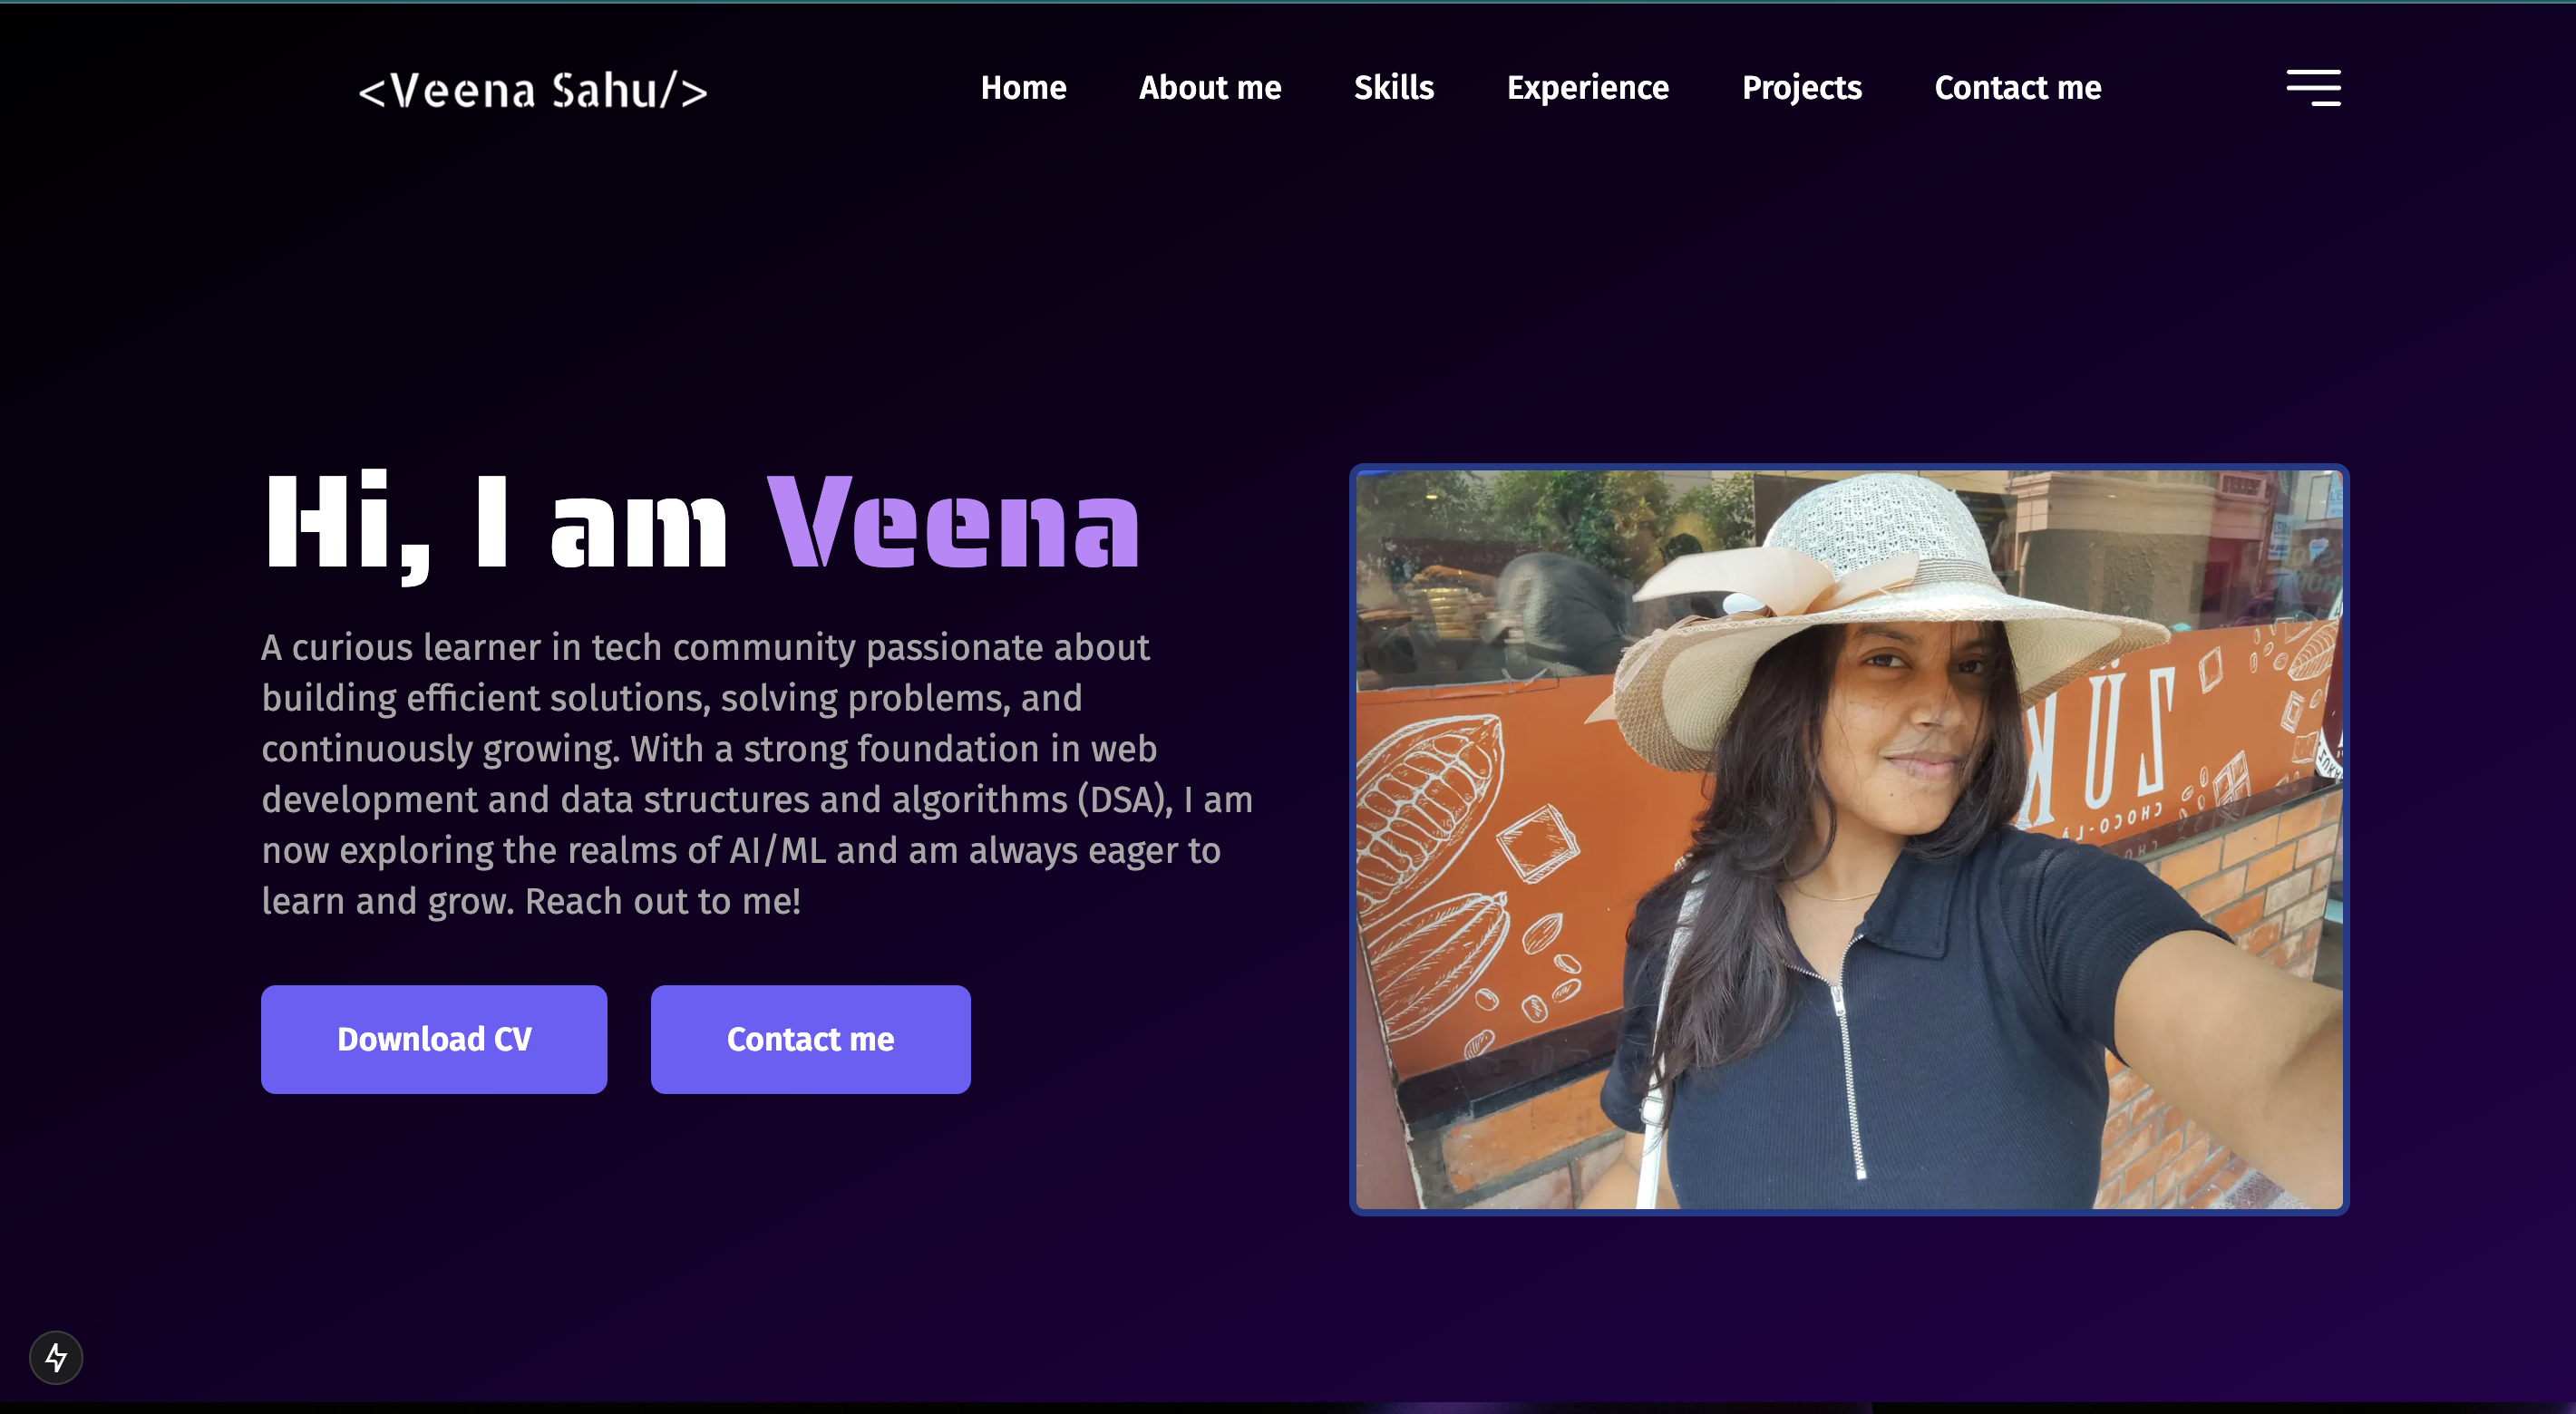 <Veena Sahu/>
Home About me Skills Experience Projects Contact me
Hi, I am Veena
A curious learner in tech community passionate about
building efficient solutions, solving problems, and
continuously growing. With a strong foundation in web
development and data structures and algorithms (DSA), I am
now exploring the realms of AI/ML and am always eager to
learn and grow. Reach out to me!
Download CV Contact me
ZÜK
CHOCO-LA